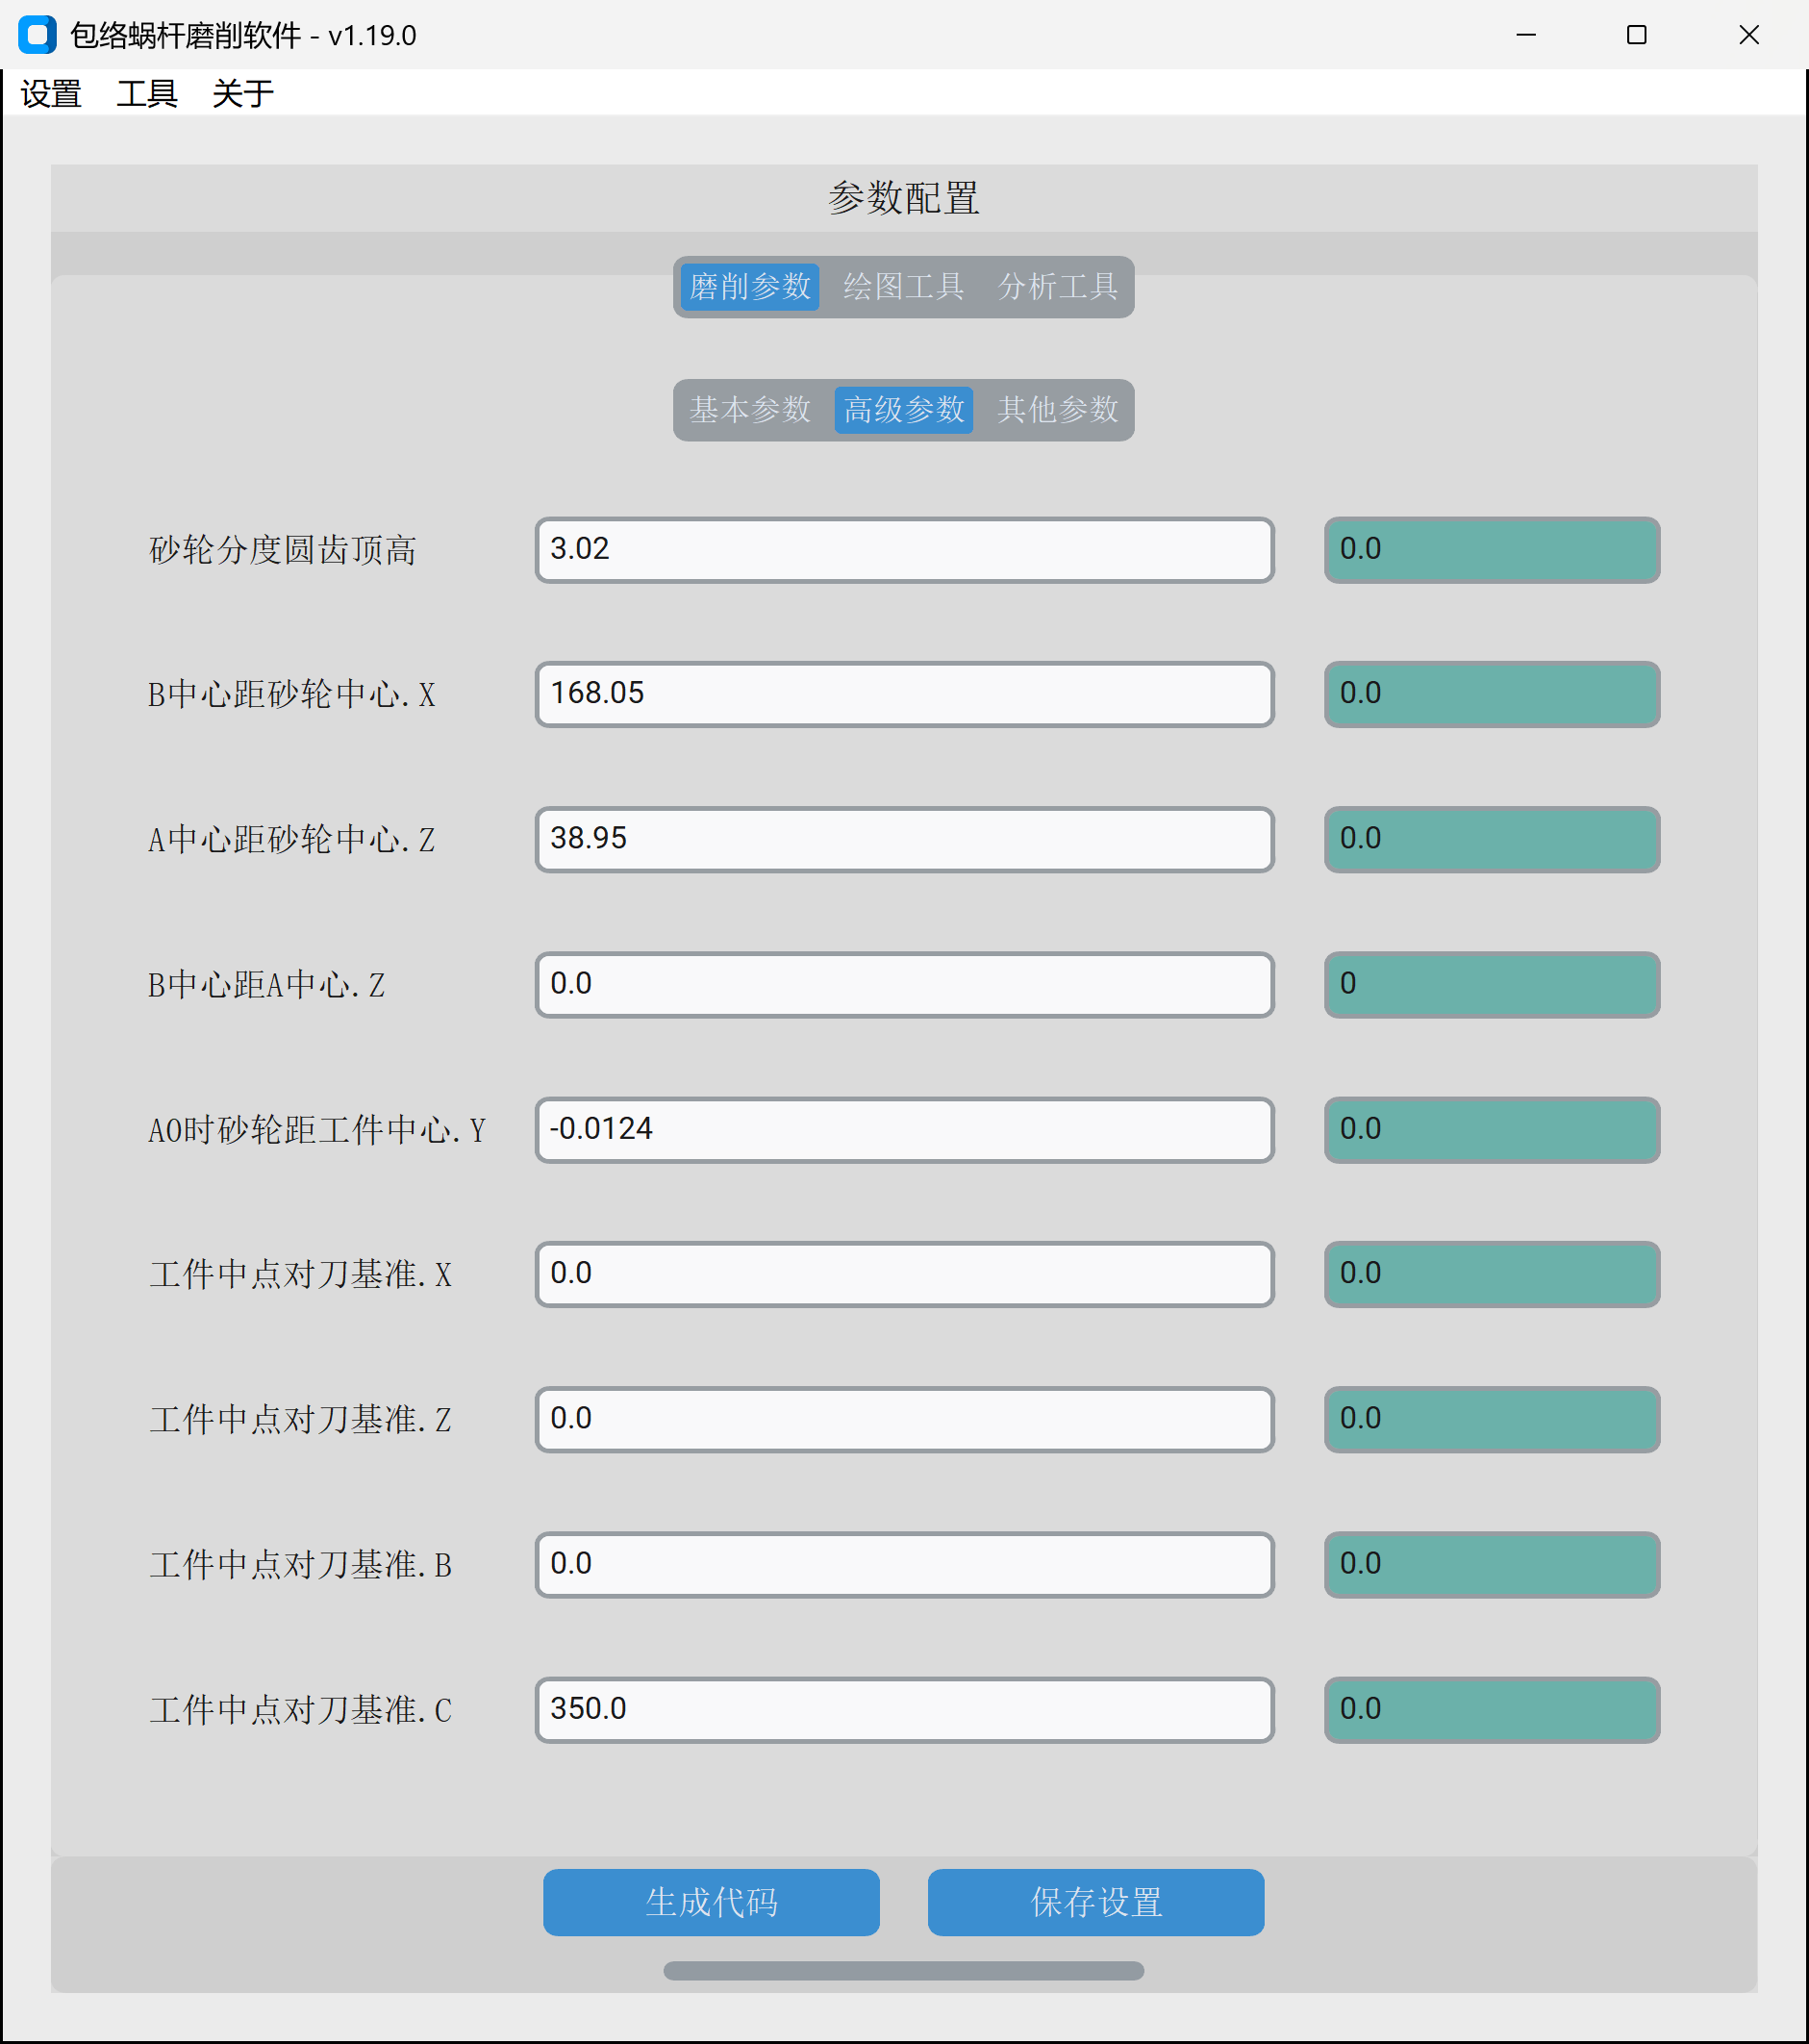 包络蜗杆磨削软件 - v1.19.0
设置 工具 关于
参数配置
磨削参数 绘图工具 分析工具
基本参数 高级参数 其他参数
砂轮分度圆齿顶高 3.02 0.0
B中心距砂轮中心.X 168.05 0.0
A中心距砂轮中心.Z 38.95 0.0
B中心距A中心.Z 0.0 0
A0时砂轮距工件中心.Y -0.0124 0.0
工件中点对刀基准.X 0.0 0.0
工件中点对刀基准.Z 0.0 0.0
工件中点对刀基准.B 0.0 0.0
工件中点对刀基准.C 350.0 0.0
生成代码 保存设置